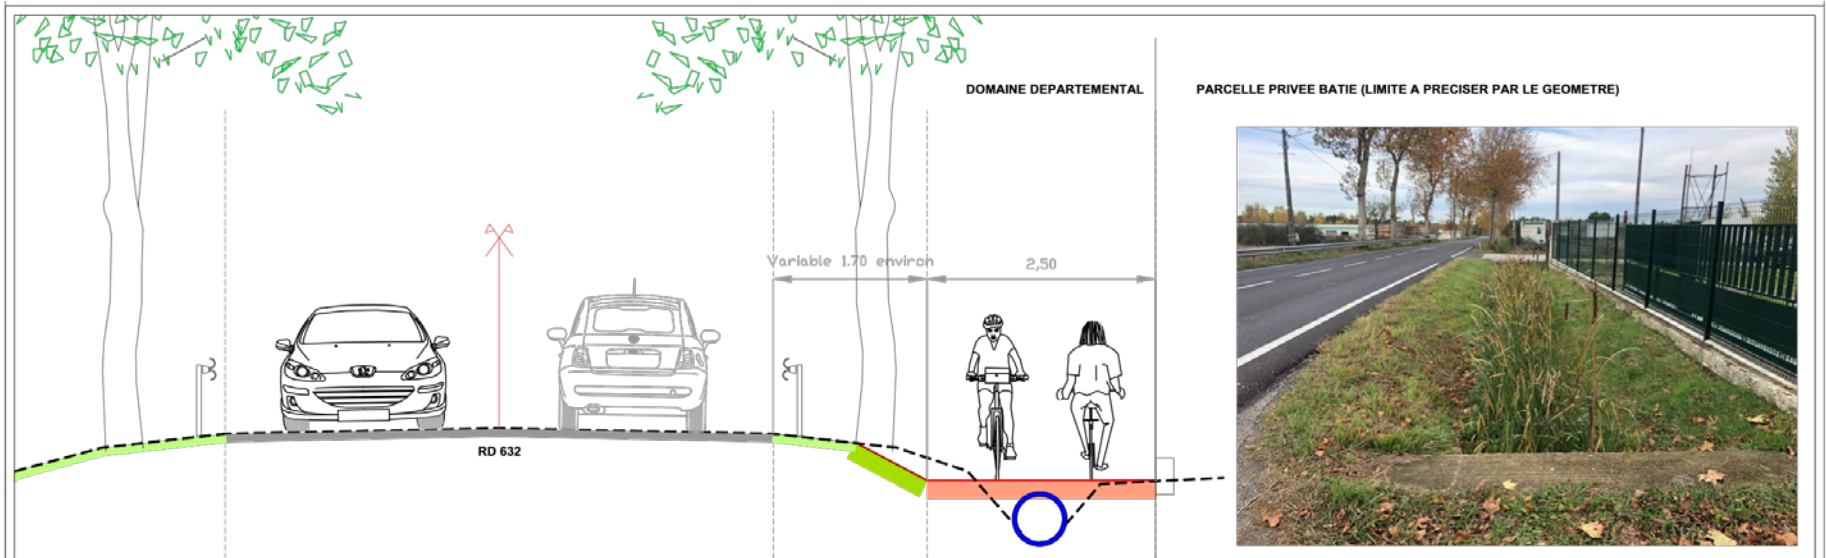 DOMAINE DEPARTEMENTAL
PARCELLE PRIVEE BATIE (LIMITE A PRECISER PAR LE GEOMETRE)
Variable 1.70 environ
2,50
RD 632